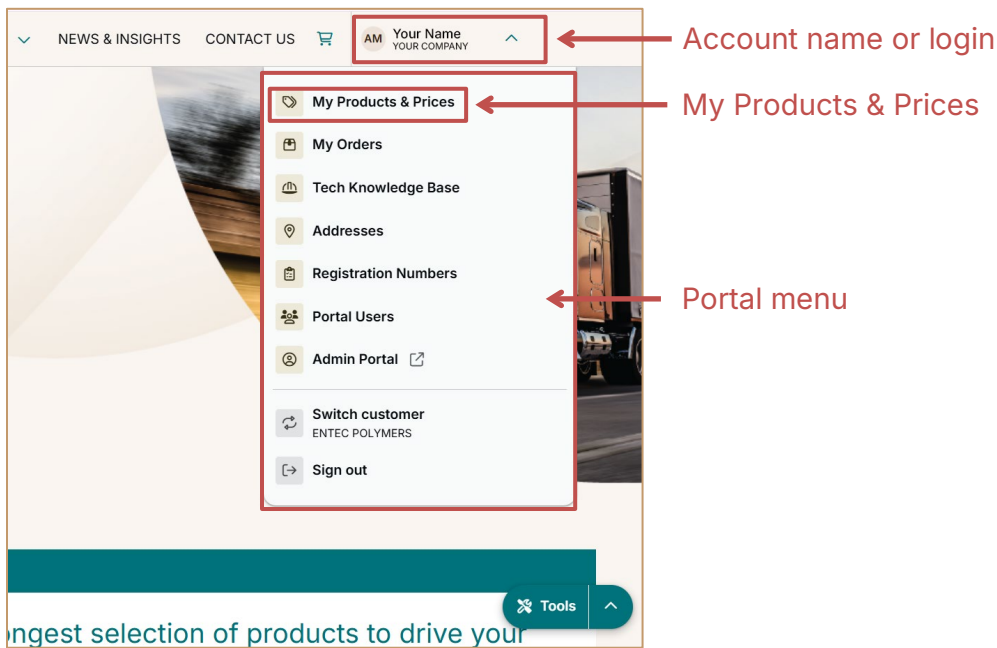 NEWS & INSIGHTS CONTACT US AM Your Name
YOUR COMPANY
Account name or login
My Products & Prices
My Products & Prices
My Orders
Tech Knowledge Base
Addresses
Registration Numbers
Portal menu
Portal Users
Admin Portal
Switch customer
ENTEC POLYMERS
Sign out
Tools
ongest selection of products to drive your